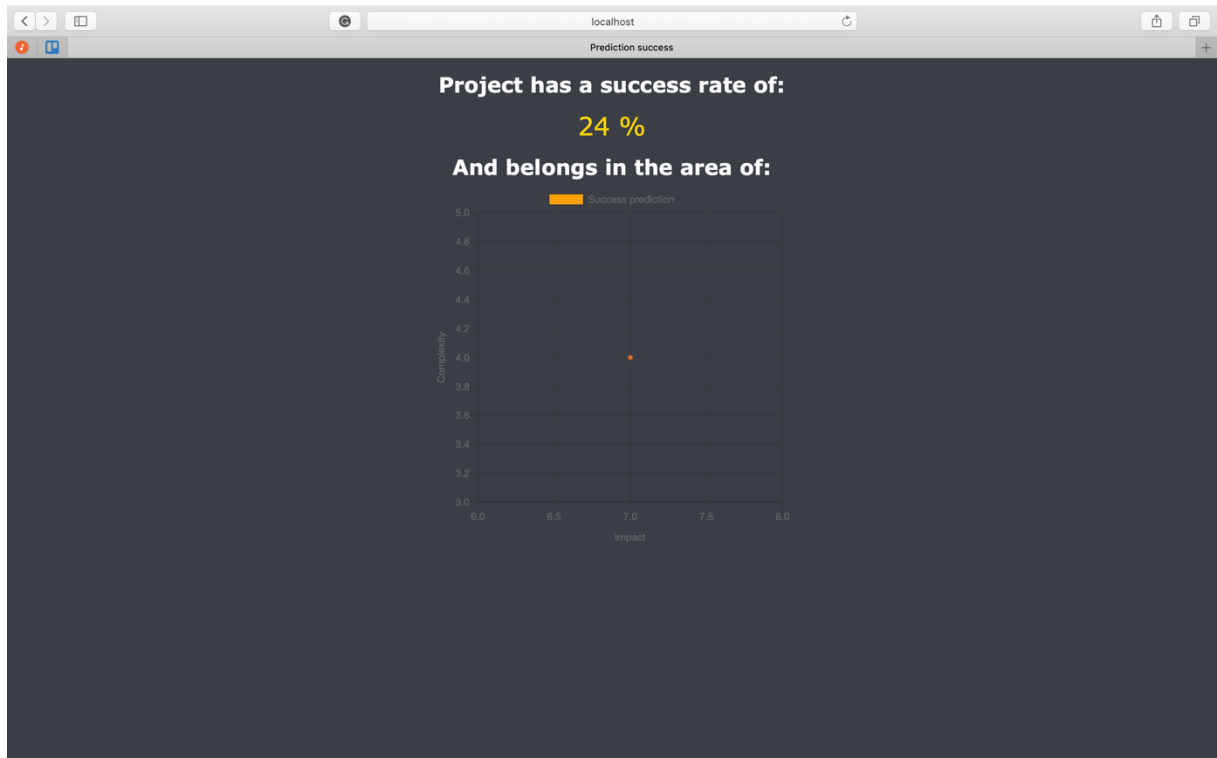 localhost
Prediction success
Project has a success rate of:
24 %
And belongs in the area of:
Success prediction
5.0
4.8
4.6
4.4
4.2
4.0
3.8
3.6
3.4
3.2
3.0
Complexity
6.0 6.5 7.0 7.5 8.0
Impact